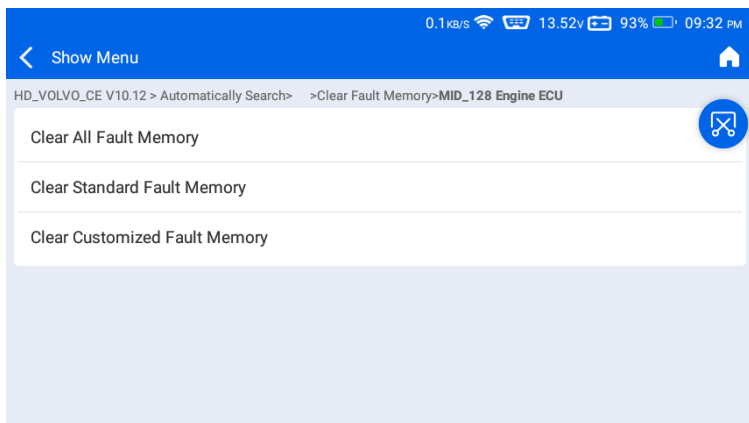 0.1KB/S 13.52V 93% 09:32 PM
Show Menu
HD_VOLVO_CE V10.12 > Automatically Search> >Clear Fault Memory>MID_128 Engine ECU
Clear All Fault Memory
Clear Standard Fault Memory
Clear Customized Fault Memory